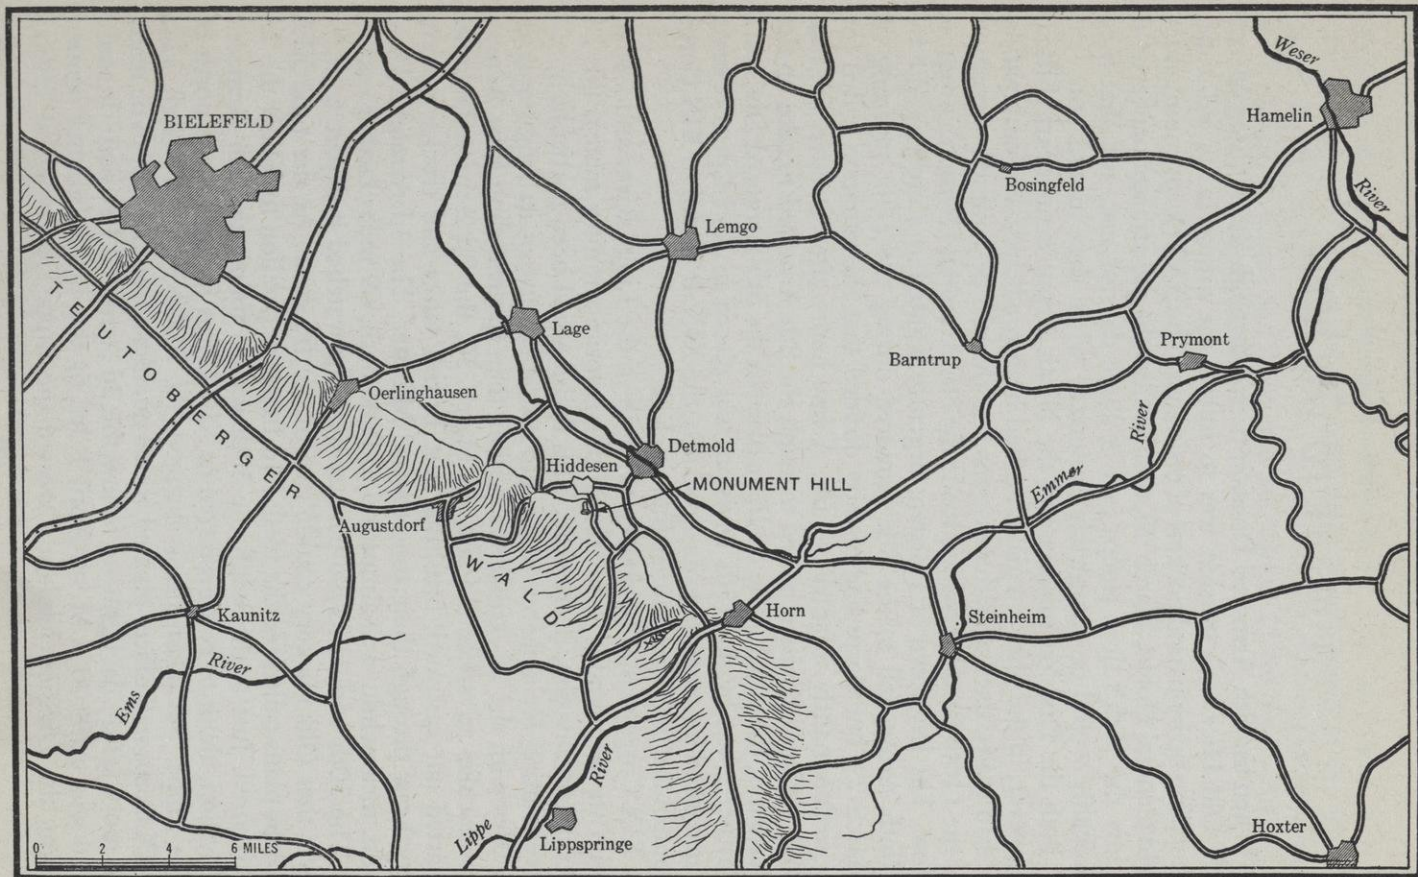 Weser
BIELEFELD
Hamelin
Bosingfeld
River
Lemgo
Lage
Prymont
Barntrup
Oerlinghausen
TEUTOBERGER
River
Detmold
Hiddesen
MONUMENT HILL
Emmer
Augustdorf
WALD
Horn
Kaunitz
Steinheim
River
Ems
River
Hoxter
Lippe
Lippspringe
0 2 4 6 MILES